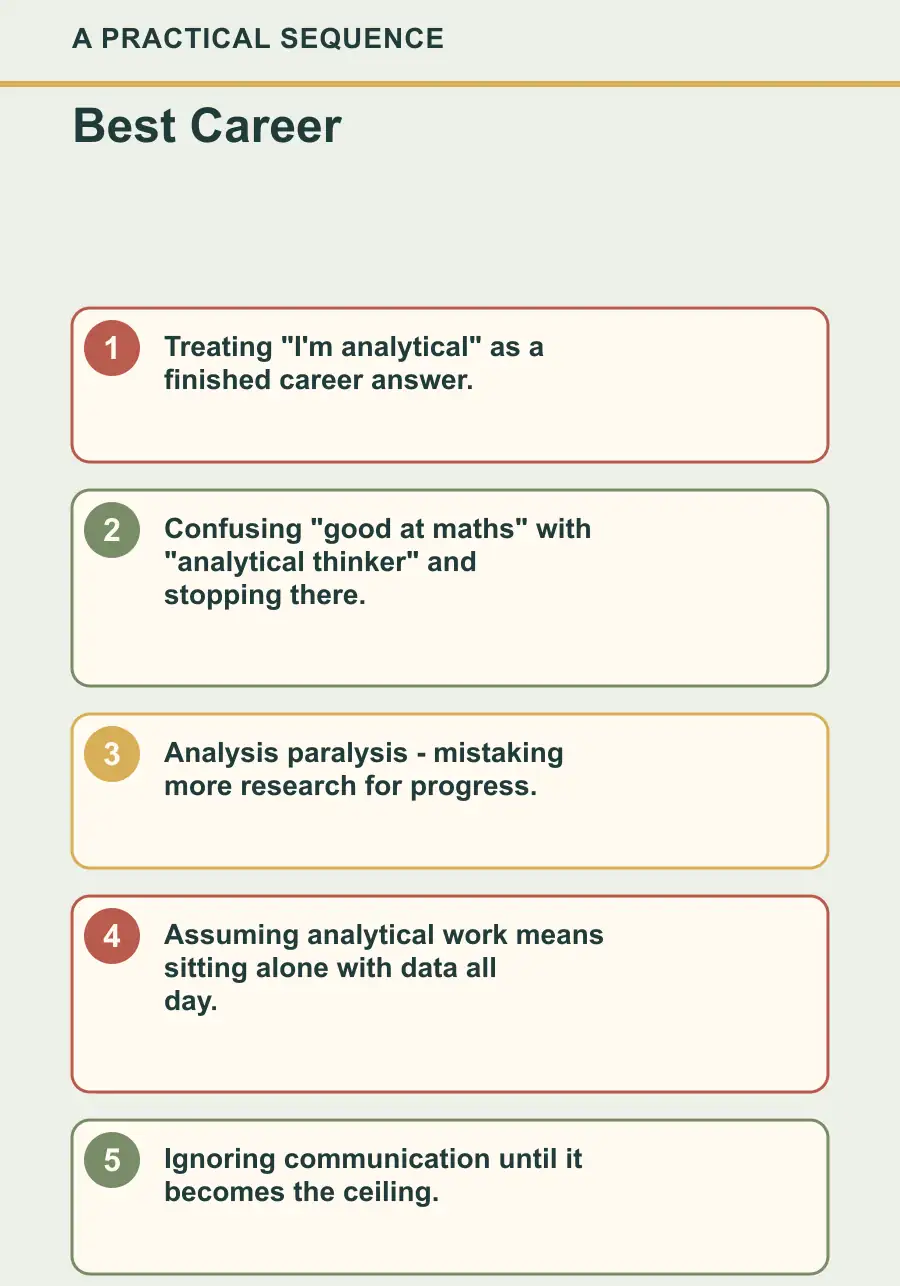 A PRACTICAL SEQUENCE
Best Career
1
Treating "I'm analytical" as a
finished career answer.
2
Confusing "good at maths" with
"analytical thinker" and
stopping there.
3
Analysis paralysis - mistaking
more research for progress.
4
Assuming analytical work means
sitting alone with data all
day.
5
Ignoring communication until it
becomes the ceiling.